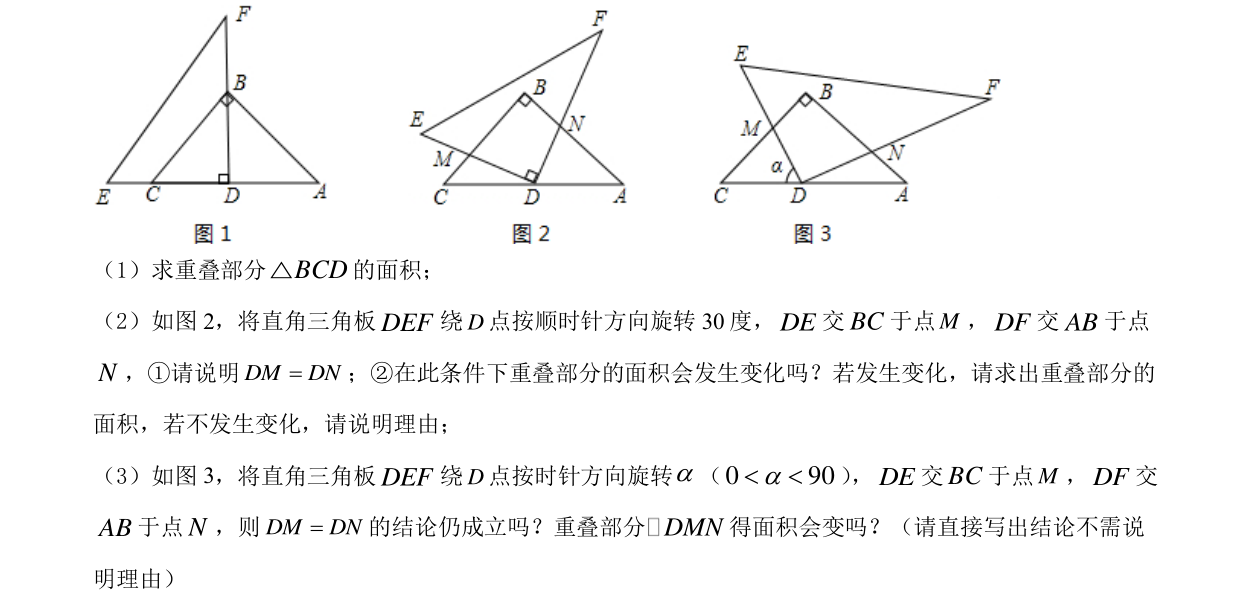 F
B
E C D A
F
B
E
N
M
C D A
E
B
F
M
N
α
C D A
图1 图2 图3
（1）求重叠部分△BCD的面积；
（2）如图2，将直角三角板DEF绕D点按顺时针方向旋转30度，DE交BC于点M，DF交AB于点
N，①请说明DM=DN；②在此条件下重叠部分的面积会发生变化吗？若发生变化，请求出重叠部分的
面积，若不发生变化，请说明理由；
（3）如图3，将直角三角板DEF绕D点按时针方向旋转α（0<α<90），DE交BC于点M，DF交
AB于点N，则DM=DN的结论仍成立吗？重叠部分▯DMN得面积会变吗？（请直接写出结论不需说
明理由）